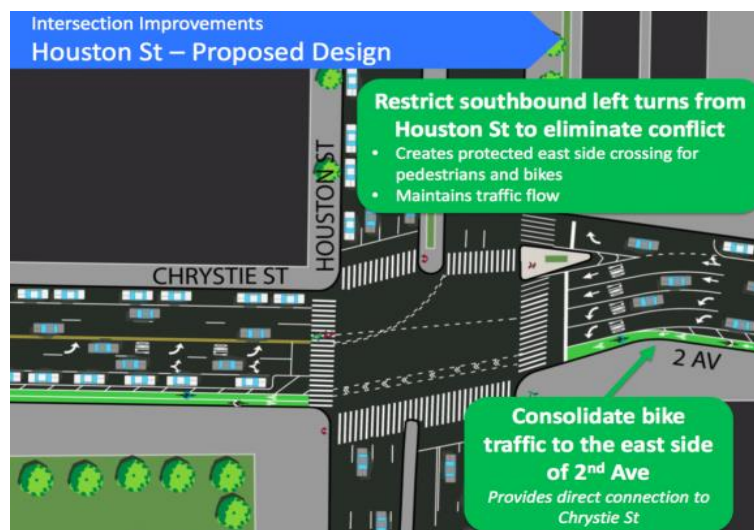 Intersection Improvements
Houston St – Proposed Design
Restrict southbound left turns from
Houston St to eliminate conflict
• Creates protected east side crossing for
pedestrians and bikes
• Maintains traffic flow
HOUSTON ST
CHRYSTIE ST
2 AV
Consolidate bike
traffic to the east side
of 2nd Ave
Provides direct connection to
Chrystie St